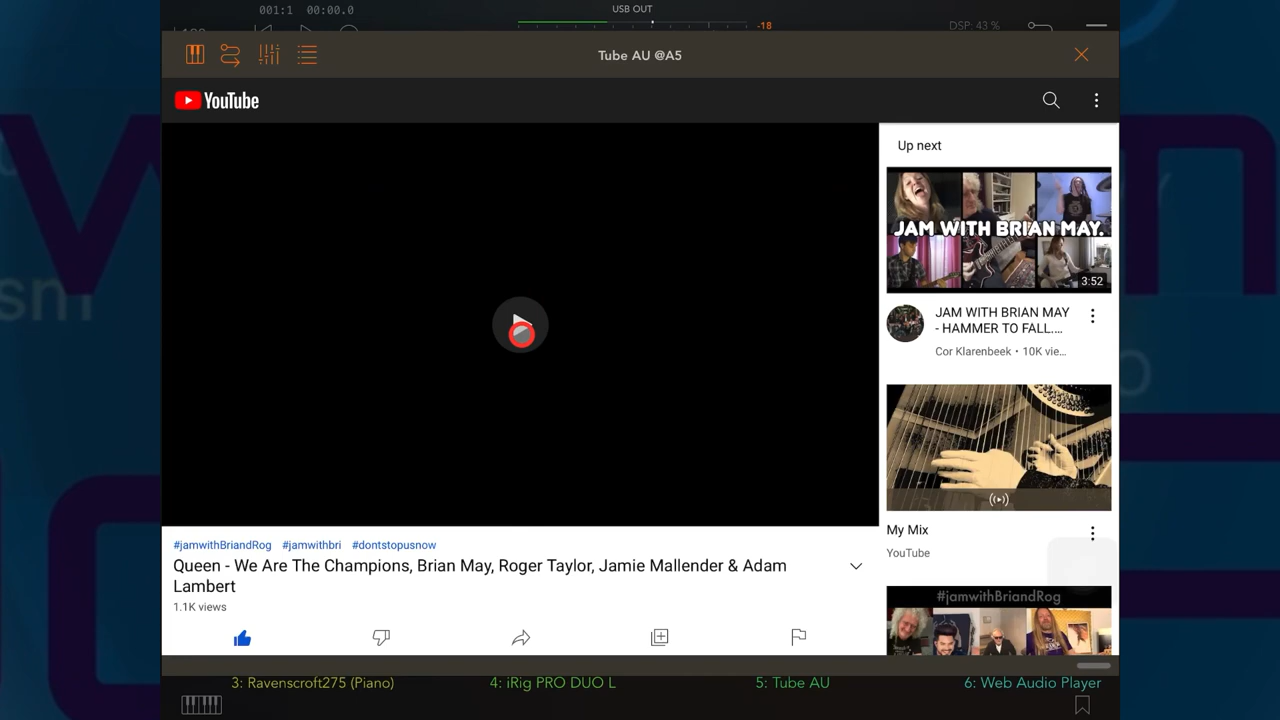 001:1 00:00.0
USB OUT
-18
DSP: 43 %
Tube AU @A5
YouTube
Up next
JAM WITH BRIAN MAY.
3:52
JAM WITH BRIAN MAY
- HAMMER TO FALL....
Cor Klarenbeek • 10K vie...
My Mix
YouTube
#jamwithBriandRog
#jamwithBriandRog #jamwithbri #dontstopusnow
Queen - We Are The Champions, Brian May, Roger Taylor, Jamie Mallender & Adam
Lambert
1.1K views
3: Ravenscroft275 (Piano) 4: iRig PRO DUO L 5: Tube AU 6: Web Audio Player